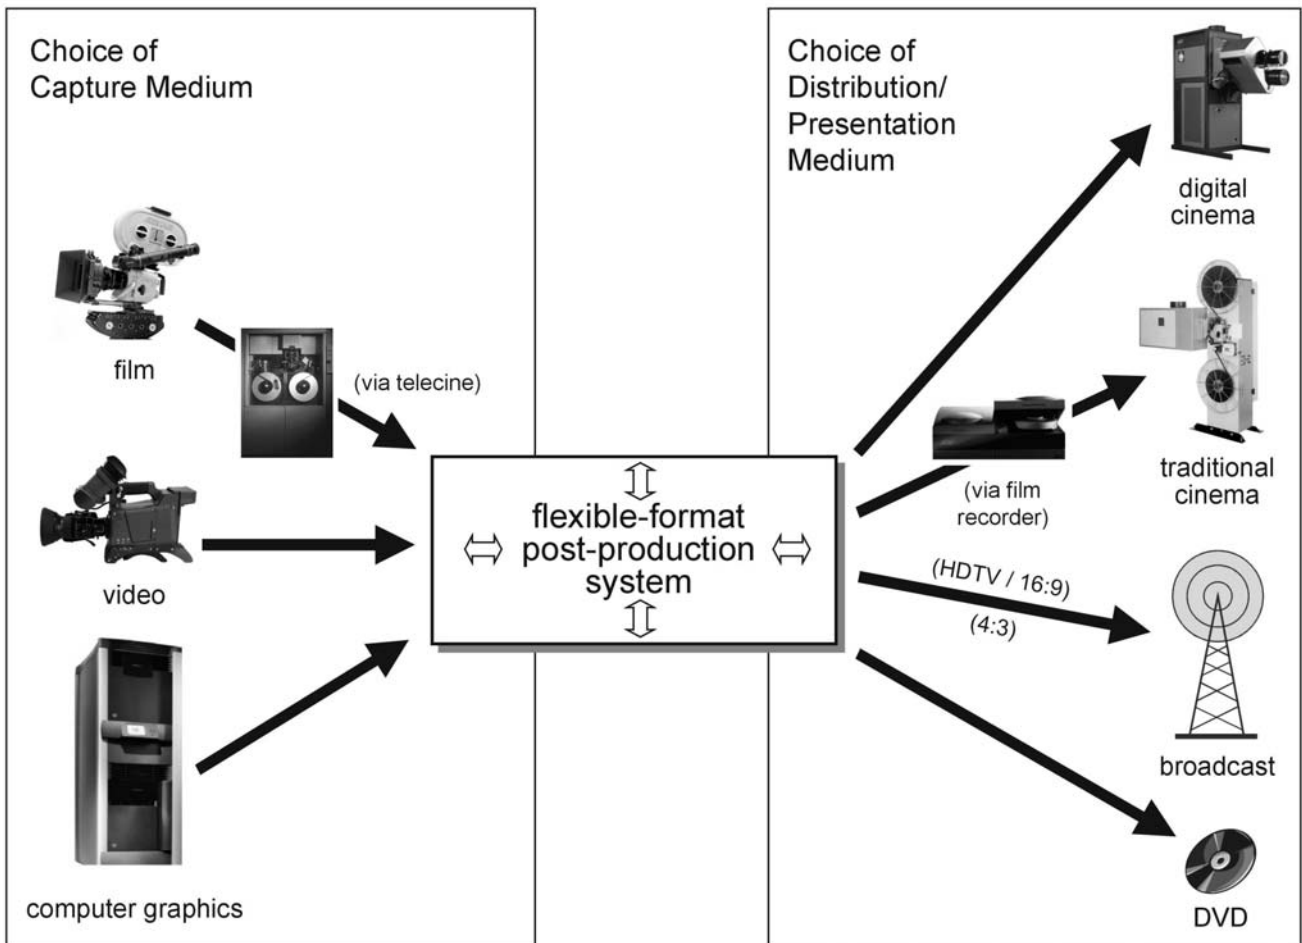 Choice of
Capture Medium
film
(via telecine)
video
computer graphics
flexible-format
post-production
system
Choice of
Distribution/
Presentation
Medium
digital
cinema
traditional
cinema
(via film
recorder)
(HDTV / 16:9)
(4:3)
broadcast
DVD